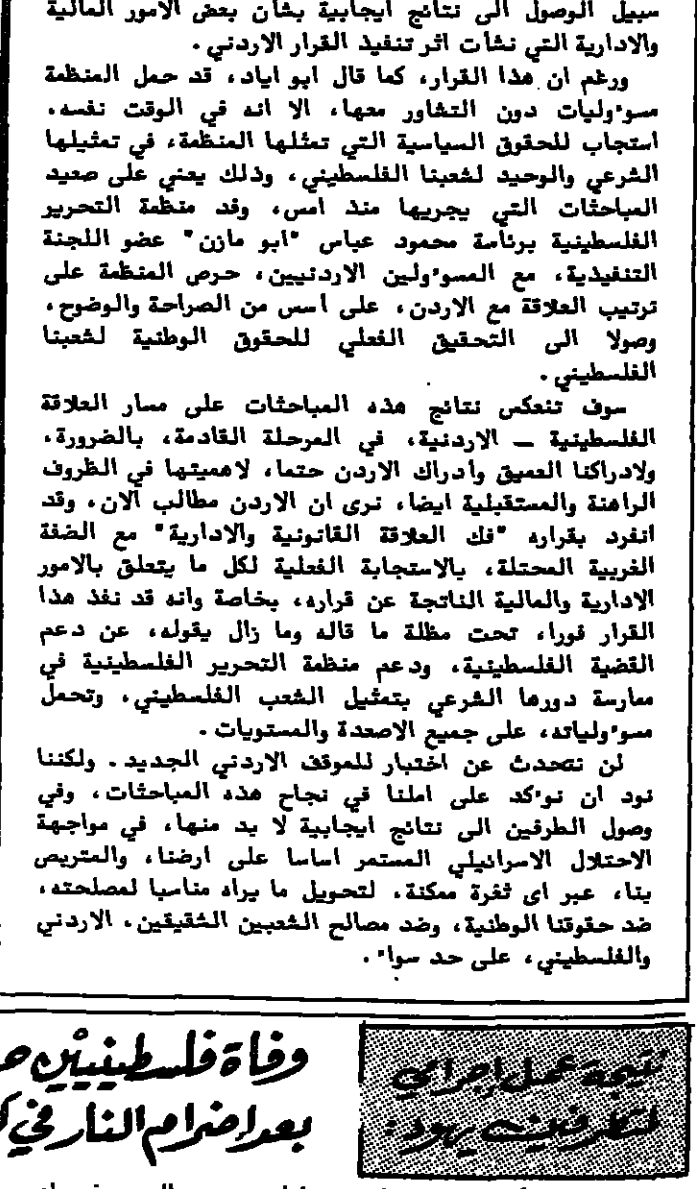 سبيل الوصول الى نتائج ايجابية بشأن بعض الامور المالية
والادارية التي نشأت اثر تنفيذ القرار الاردني .
ورغم ان هذا القرار، كما قال ابو اياد، قد حمل المنظمة
مسوءوليات دون التشاور معها، الا انه في الوقت نفسه،
استجاب للحقوق السياسية التي تمثلها المنظمة، في تمثيلها
الشرعي والوحيد لشعبنا الفلسطيني، وذلك يعني على صعيد
المباحثات التي يجريها منذ امس، وفد منظمة التحرير
الفلسطينية برئاسة محمود عباس "ابو مازن" عضو اللجنة
التنفيذية، مع المسوءولين الاردنيين، حرص المنظمة على
ترتيب العلاقة مع الاردن، على أسس من الصراحة والوضوح،
وصولا الى التحقيق الفعلي للحقوق الوطنية لشعبنا
الفلسطيني .
سوف تنعكس نتائج هذه المباحثات على مسار العلاقة
الفلسطينية ــ الاردنية، في المرحلة القادمة، بالضرورة،
ولادراكنا العميق وادراك الاردن حتما، لاهميتها في الظروف
الراهنة والمستقبلية ايضا، نرى ان الاردن مطالب الان، وقد
انفرد بقراره "فك العلاقة القانونية والادارية" مع الضفة
الغربية المحتلة، بالاستجابة الفعلية لكل ما يتعلق بالامور
الادارية والمالية الناتجة عن قراره، بخاصة وانه قد نفذ هذا
القرار فورا، تحت مظلة ما قاله وما زال يقوله، عن دعم
القضية الفلسطينية، ودعم منظمة التحرير الفلسطينية في
ممارسة دورها الشرعي بتمثيل الشعب الفلسطيني، وتحمل
مسوءولياته، على جميع الاصعدة والمستويات .
لن نتحدث عن اختبار للموقف الاردني الجديد . ولكننا
نود ان نوءكد على املنا في نجاح هذه المباحثات، وفي
وصول الطرفين الى نتائج ايجابية لا بد منها، في مواجهة
الاحتلال الاسرائيلي المستمر اساسا على ارضنا، والمتربص
بنا، عبر اى ثغرة ممكنة، لتحويل ما يراه مناسبا لمصلحته،
ضد حقوقنا الوطنية، وضد مصالح الشعبين الشقيقين، الاردني
والفلسطيني، على حد سواء .
نتيجة عمل إجرامي
لمتطرفين يهود :
وفاة فلسطينيين
بعد اضرام النار في